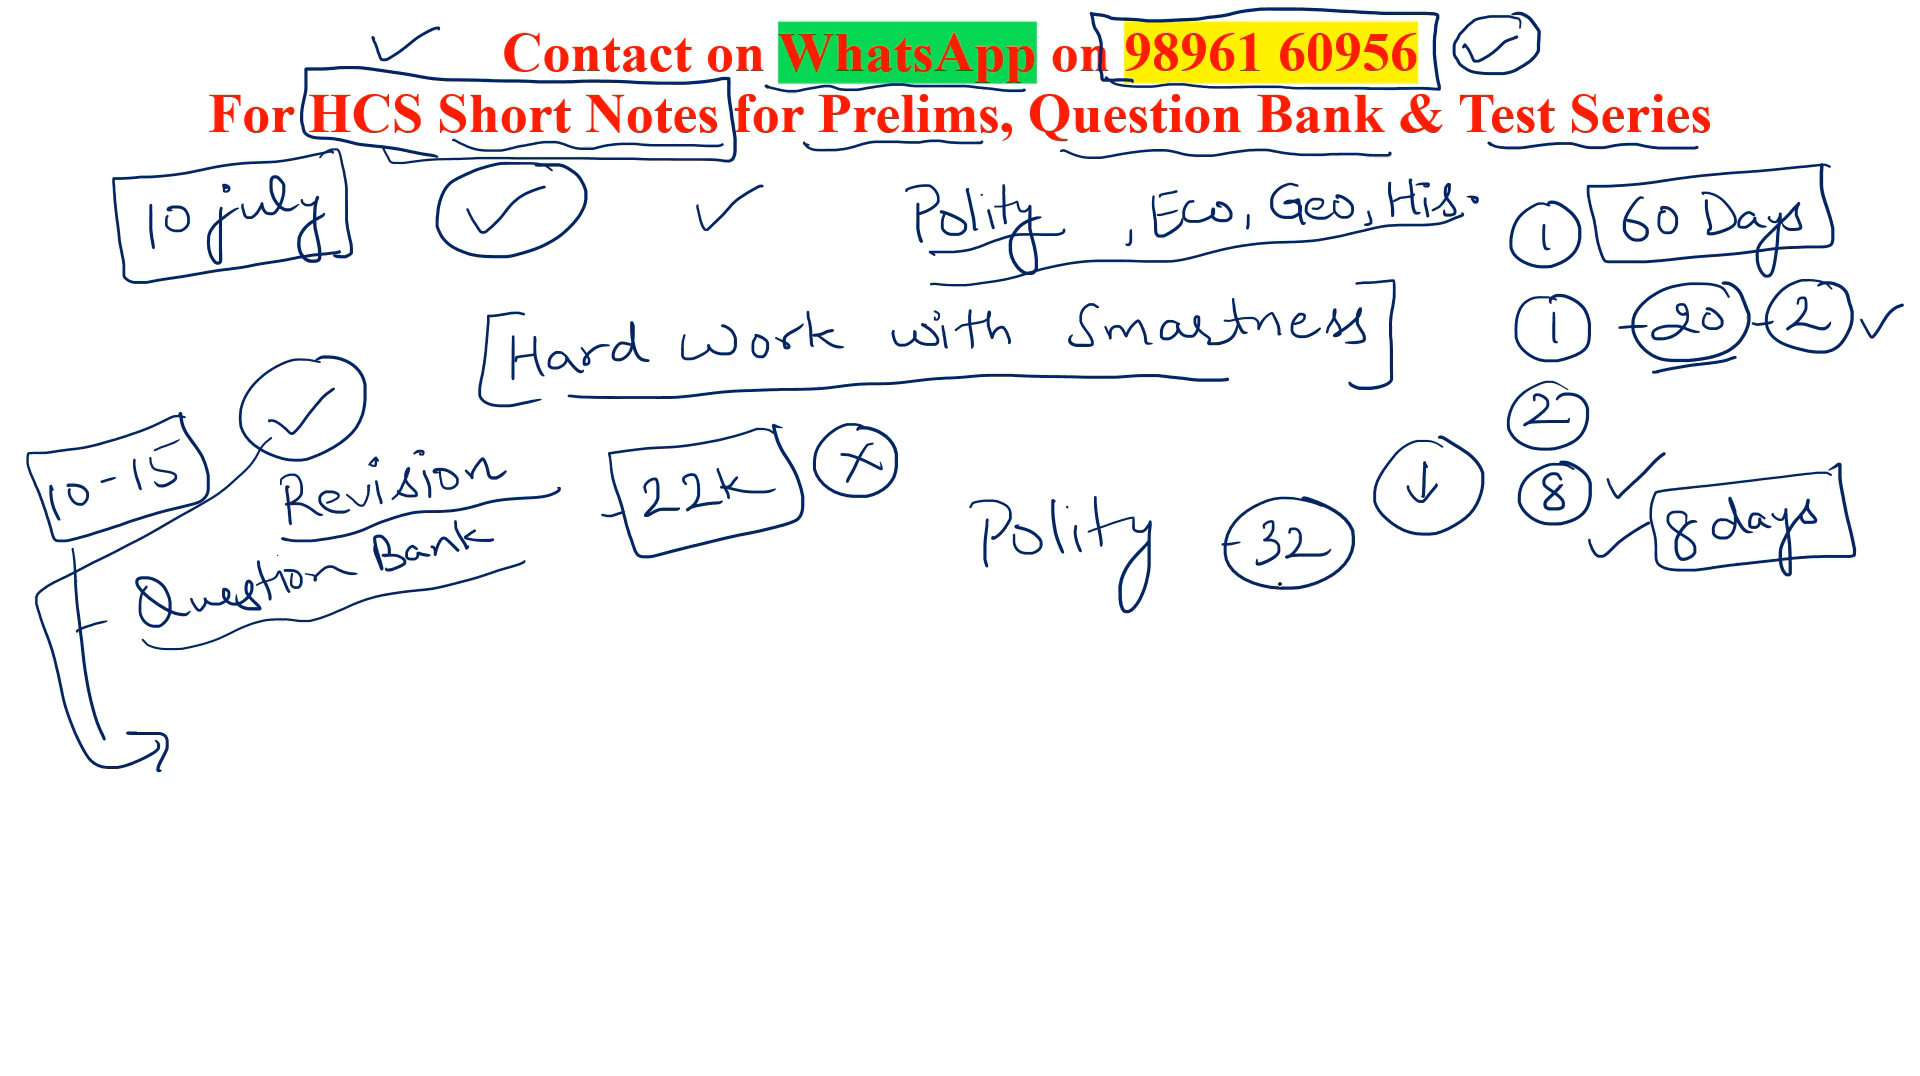 Contact on WhatsApp on 98961 60956
For HCS Short Notes for Prelims, Question Bank & Test Series
10 july
Polity, Eco, Geo, His.
1 60 Days
[Hard Work with Smartness]
1 - 20 - 2
2
10-15
Revision - 22k x
- Question Bank
Polity - 32
8
8 days